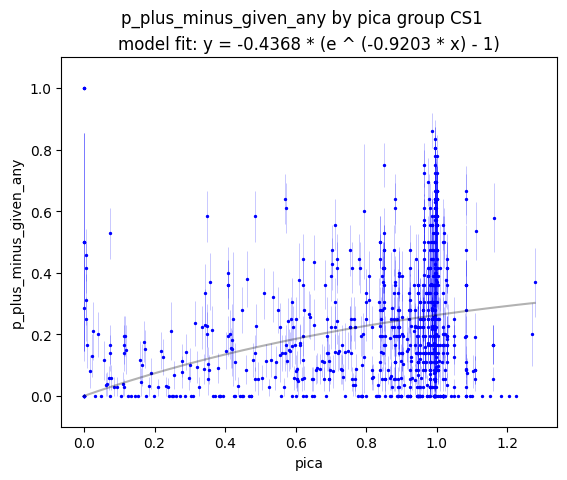 p_plus_minus_given_any by pica group CS1
model fit: y = -0.4368 * (e ^ (-0.9203 * x) - 1)
1.0
0.8
0.6
0.4
0.2
0.0
p_plus_minus_given_any
0.0 0.2 0.4 0.6 0.8 1.0 1.2
pica